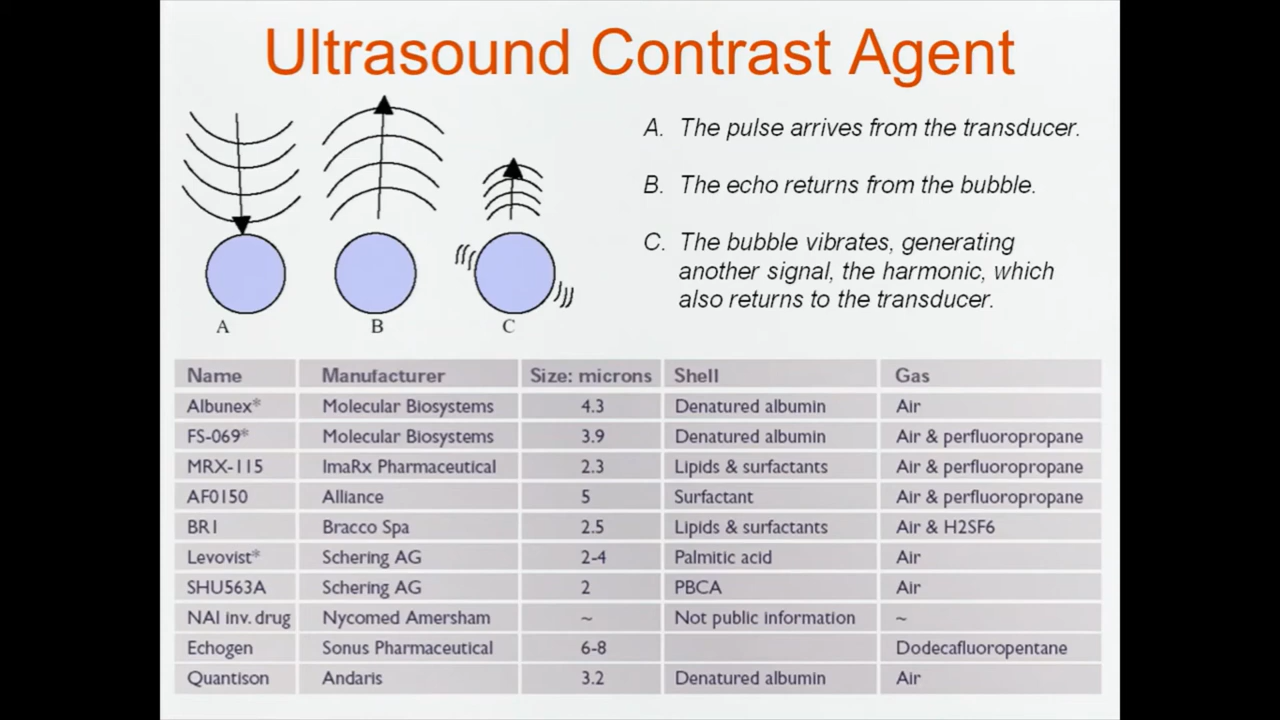 Ultrasound Contrast Agent
A. The pulse arrives from the transducer.
B. The echo returns from the bubble.
C. The bubble vibrates, generating
another signal, the harmonic, which
also returns to the transducer.
A B C
Name Manufacturer Size: microns Shell Gas
Albunex* Molecular Biosystems 4.3 Denatured albumin Air
FS-069* Molecular Biosystems 3.9 Denatured albumin Air & perfluoropropane
MRX-115 ImaRx Pharmaceutical 2.3 Lipids & surfactants Air & perfluoropropane
AF0150 Alliance 5 Surfactant Air & perfluoropropane
BR1 Bracco Spa 2.5 Lipids & surfactants Air & H2SF6
Levovist* Schering AG 2-4 Palmitic acid Air
SHU563A Schering AG 2 PBCA Air
NAI inv. drug Nycomed Amersham ~ Not public information ~
Echogen Sonus Pharmaceutical 6-8 Dodecafluoropentane
Quantison Andaris 3.2 Denatured albumin Air